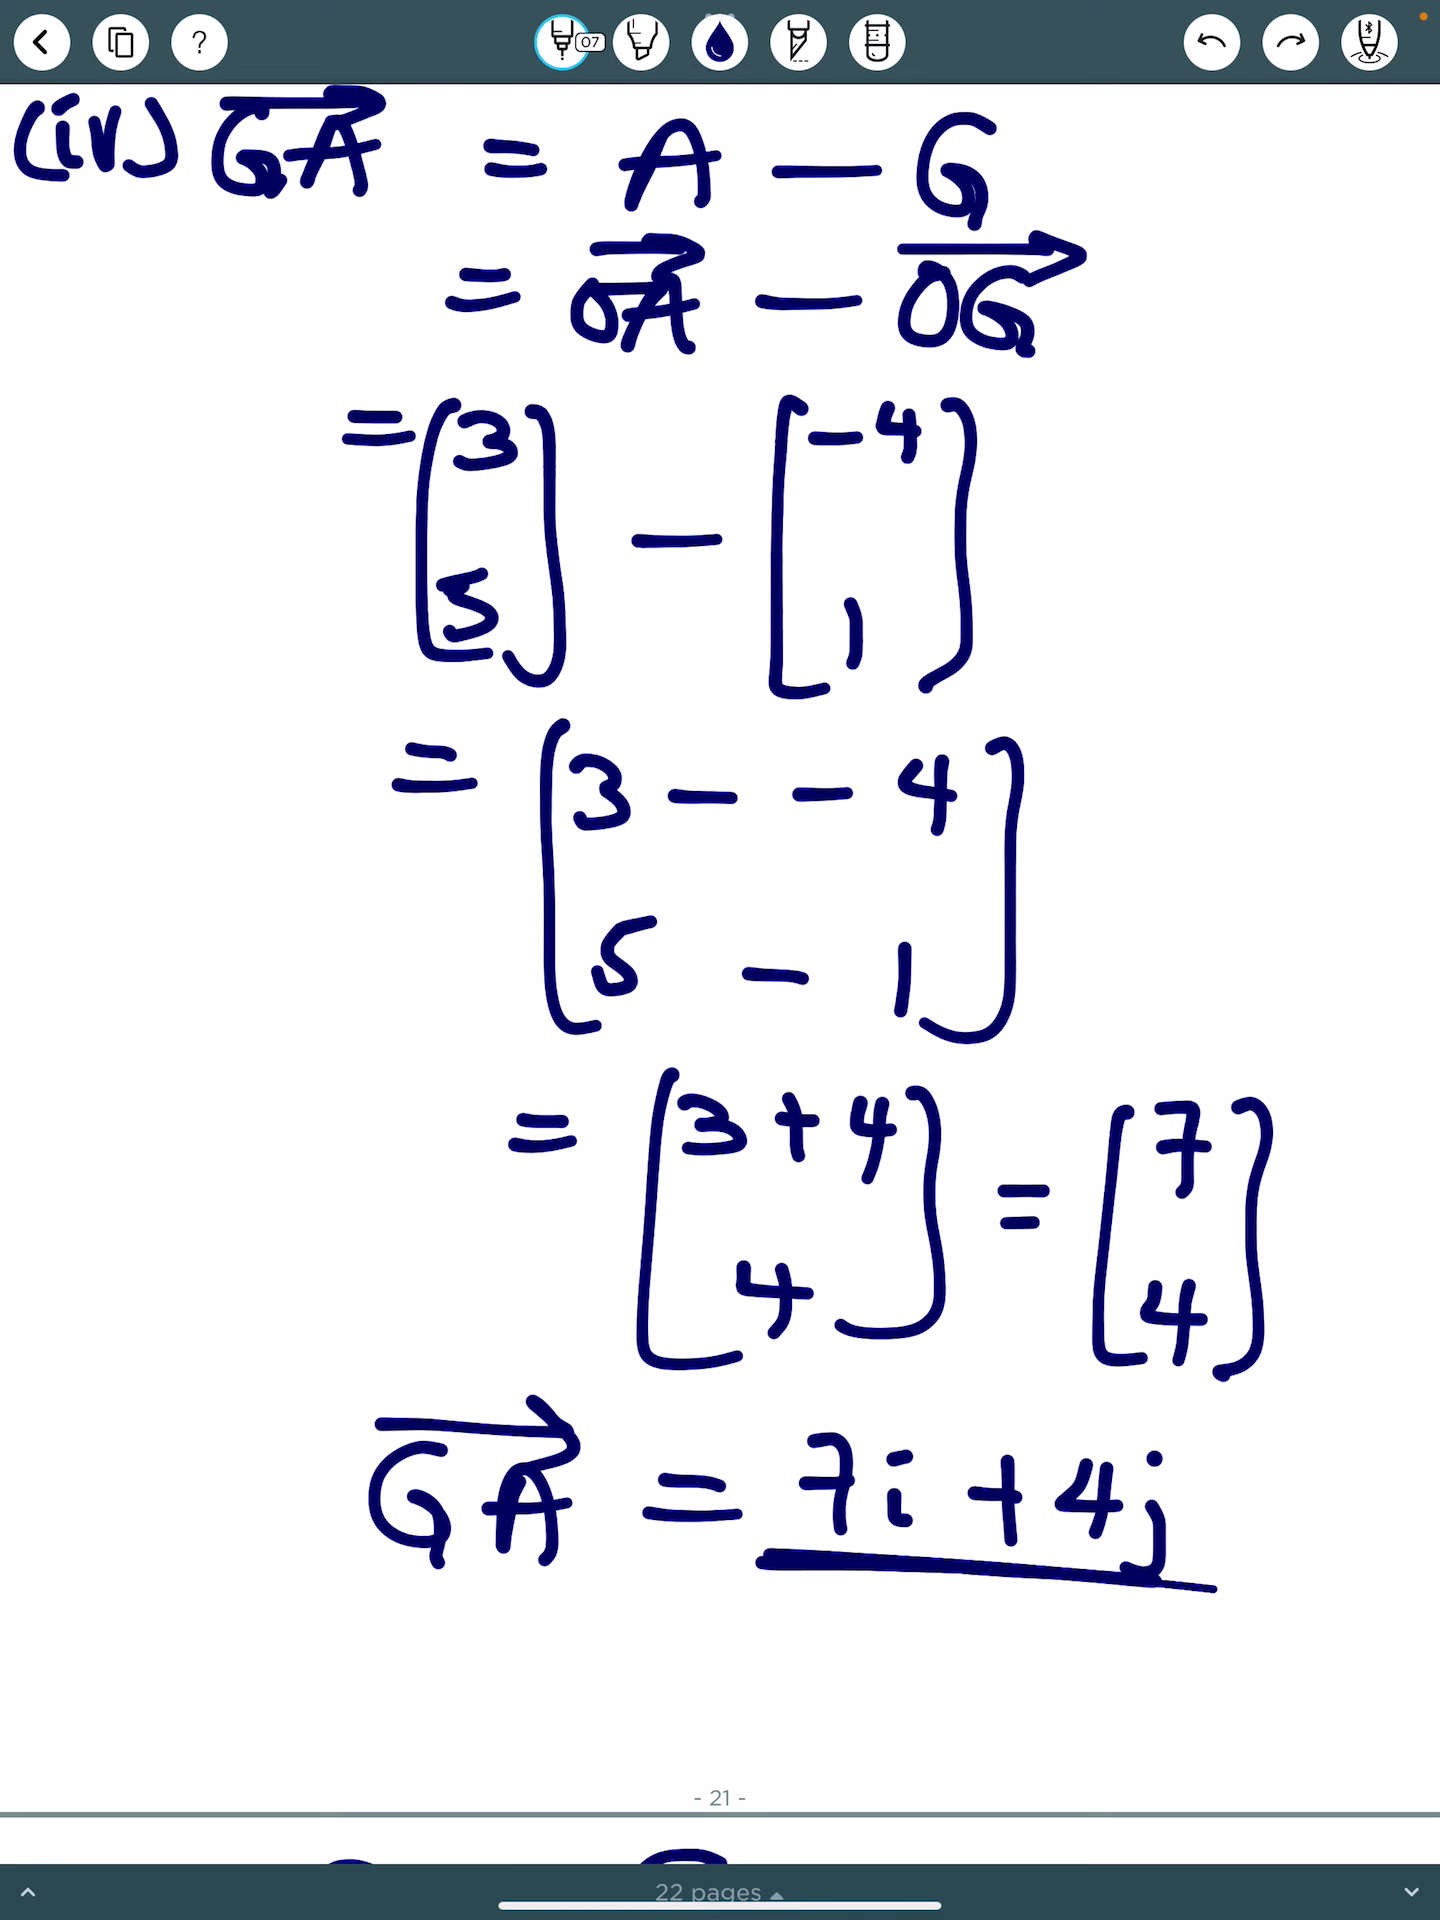 07
?
(iv) GA = A - G
= OA - OG
= (3 5) - (-4 1)
= (3 - - 4 5 - 1)
= (3 + 4 4) = (7 4)
GA = 7i + 4j
- 21 -
22 pages